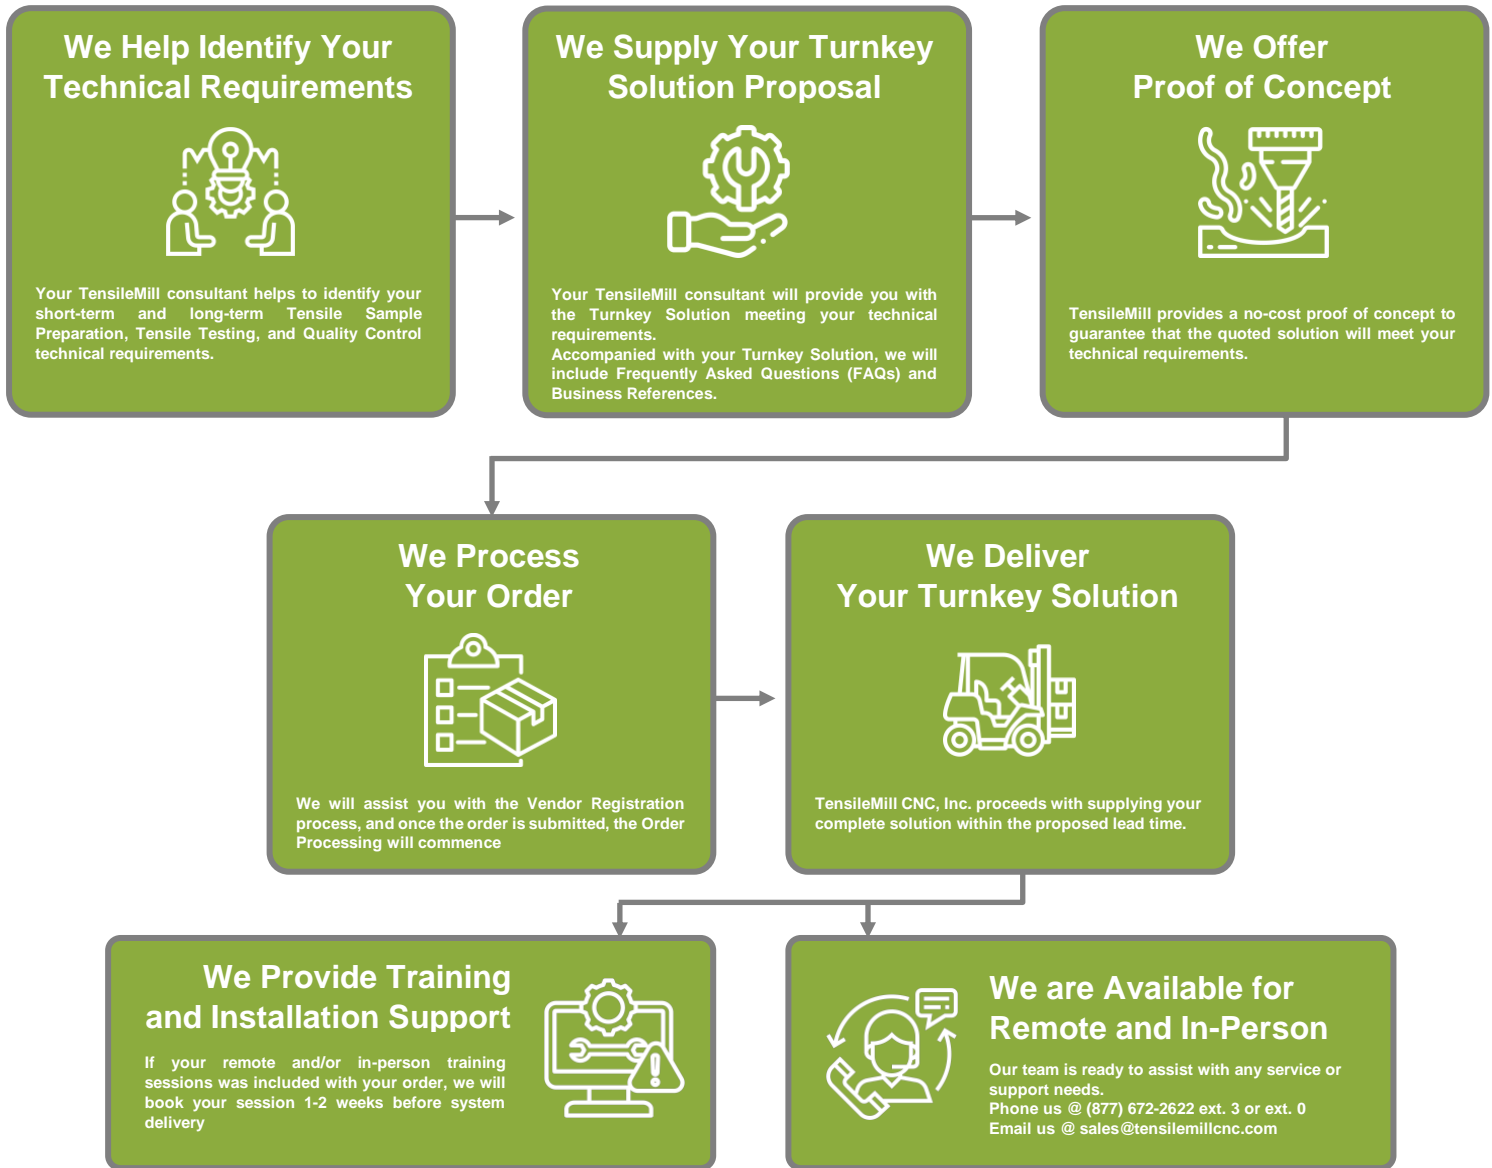 We Help Identify Your
Technical Requirements
Your TensileMill consultant helps to identify your
short-term and long-term Tensile Sample
Preparation, Tensile Testing, and Quality Control
technical requirements.
We Supply Your Turnkey
Solution Proposal
Your TensileMill consultant will provide you with
the Turnkey Solution meeting your technical
requirements.
Accompanied with your Turnkey Solution, we will
include Frequently Asked Questions (FAQs) and
Business References.
We Offer
Proof of Concept
TensileMill provides a no-cost proof of concept to
guarantee that the quoted solution will meet your
technical requirements.
We Process
Your Order
We will assist you with the Vendor Registration
process, and once the order is submitted, the Order
Processing will commence
We Deliver
Your Turnkey Solution
TensileMill CNC, Inc. proceeds with supplying your
complete solution within the proposed lead time.
We Provide Training
and Installation Support
If your remote and/or in-person training
sessions was included with your order, we will
book your session 1-2 weeks before system
delivery
We are Available for
Remote and In-Person
Our team is ready to assist with any service or
support needs.
Phone us @ (877) 672-2622 ext. 3 or ext. 0
Email us @ sales@tensilemillcnc.com